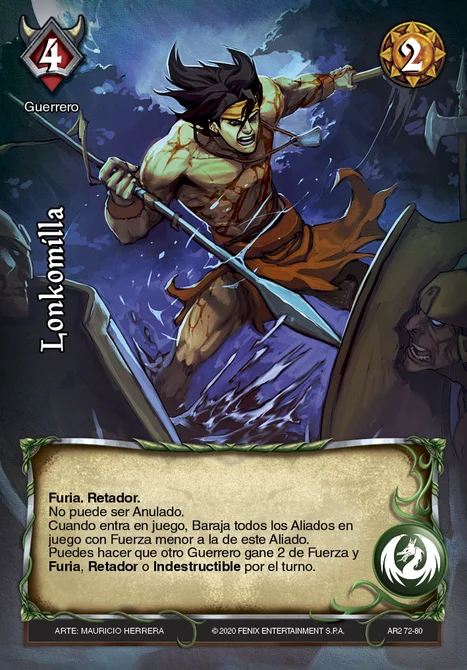 4
2
Guerrero
Lonkomilla
Furia. Retador.
No puede ser Anulado.
Cuando entra en juego, Baraja todos los Aliados en
juego con Fuerza menor a la de este Aliado.
Puedes hacer que otro Guerrero gane 2 de Fuerza y
Furia, Retador o Indestructible por el turno.
ARTE: MAURICIO HERRERA
© 2020 FENIX ENTERTAINMENT S.P.A.
AR2 72-80